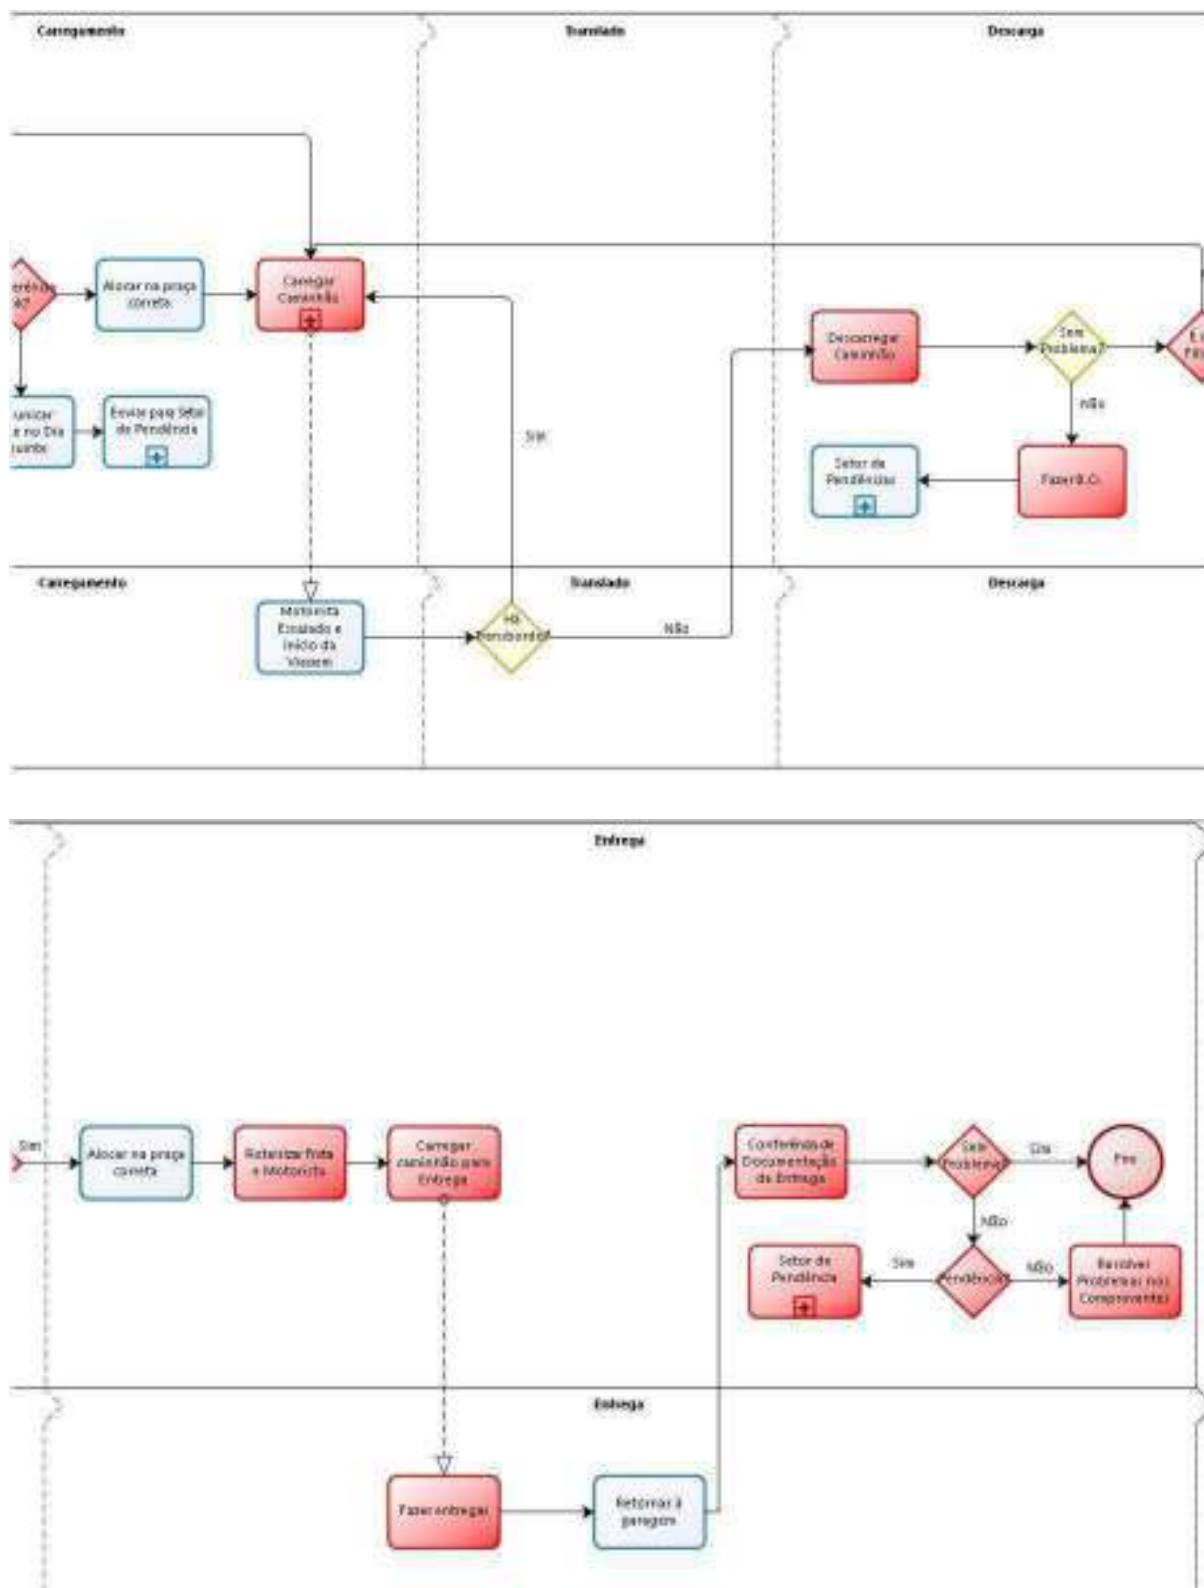 Carregamento
Translado
Descarga
Alocar na praça
correta
Carregar
Caminhão
Enviar para Setor
de Pendência
Sim
Descarregar
Caminhão
Sem
Problema?
Não
Setor de
Pendências
Fazer B.O.
Carregamento
Translado
Descarga
Motorista
Escalado e
Início da
Viagem
Há
Transbordo?
Não
Entrega
Sim
Alocar na praça
correta
Roteirizar Frota
e Motorista
Carregar
caminhão para
Entrega
Conferência de
Documentação
da Entrega
Sem
Problema?
Sim
Fim
Não
Setor de
Pendência
Sim
Pendência?
Não
Resolver
Problemas nos
Comprovantes
Entrega
Fazer entregas
Retornar à
garagem